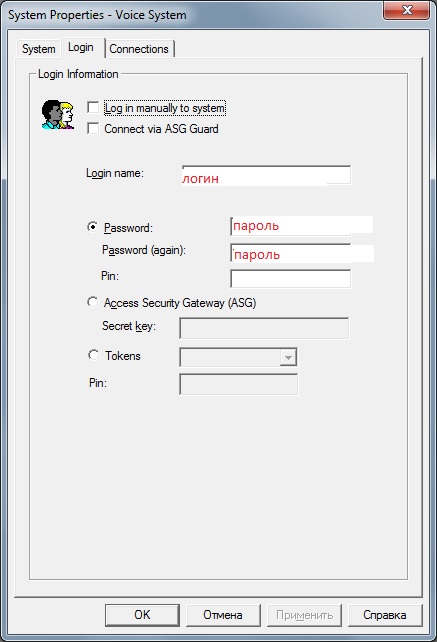 System Properties - Voice System
System Login Connections
Login Information
Log in manually to system
Connect via ASG Guard
Login name: логин
Password: пароль
Password (again): пароль
Pin:
Access Security Gateway (ASG)
Secret key:
Tokens
Pin:
OK Отмена Применить Справка